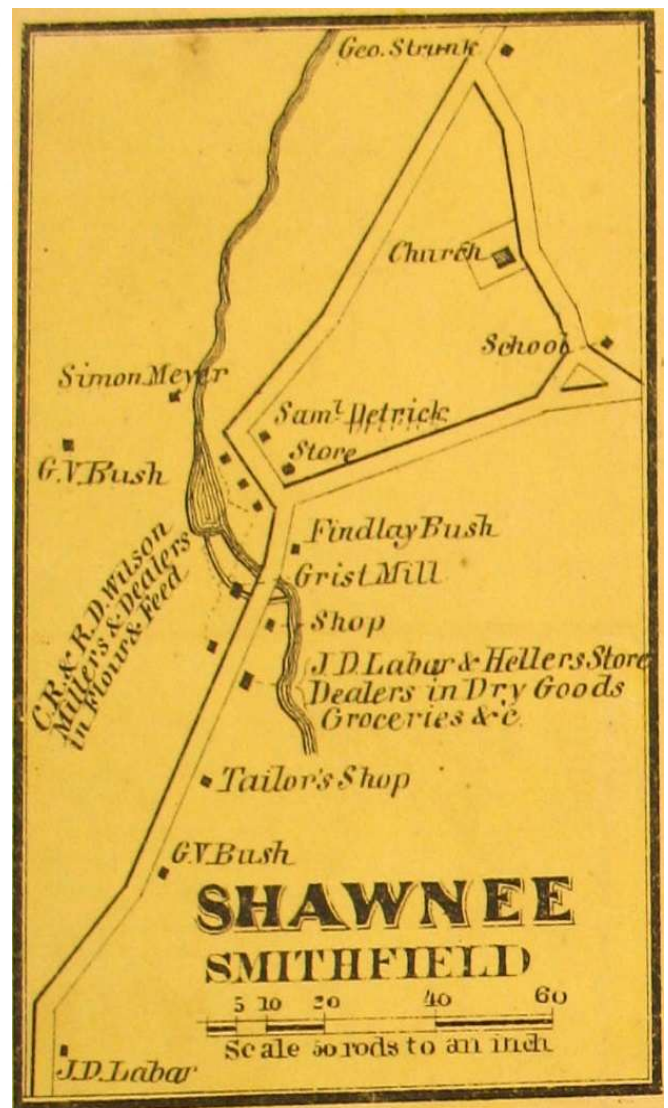 Geo. Strunk
Church
School
Simon Meyer
Saml. Detrick
Store
G.V. Bush
Findlay Bush
Grist Mill
C.R. & R.D. Wilson
Millers & Dealers
in Flour & Feed
Shop
J.D. Labar & Hellers Store
Dealers in Dry Goods
Groceries &c.
Tailor's Shop
G.V. Bush
SHAWNEE
SMITHFIELD
5 10 20 40 60
Scale 50 rods to an inch
J.D. Labar